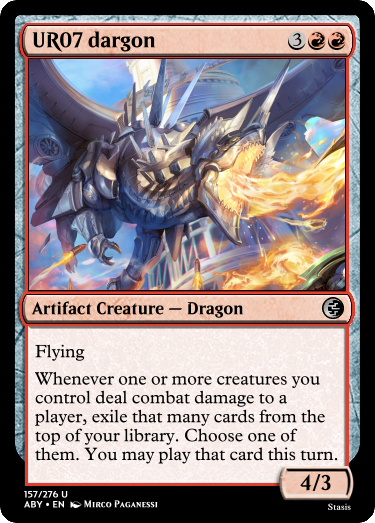 UR07 dargon 3
Artifact Creature — Dragon
Flying
Whenever one or more creatures you
control deal combat damage to a
player, exile that many cards from the
top of your library. Choose one of
them. You may play that card this turn.
4/3
157/276 U
ABY • EN Mirco Paganessi
Stasis